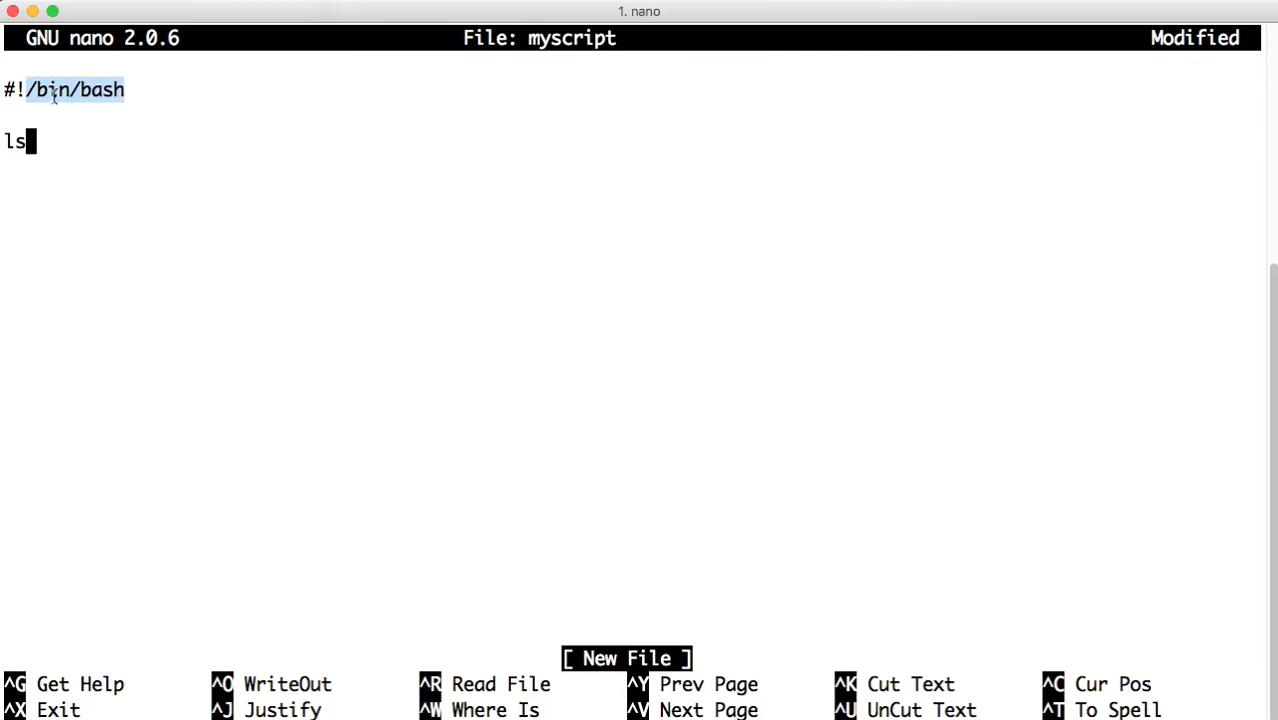 1. nano
GNU nano 2.0.6 File: myscript Modified
#!/bin/bash
ls
[ New File ]
^G Get Help ^O WriteOut ^R Read File ^Y Prev Page ^K Cut Text ^C Cur Pos
^X Exit ^J Justify ^W Where Is ^V Next Page ^U UnCut Text ^T To Spell